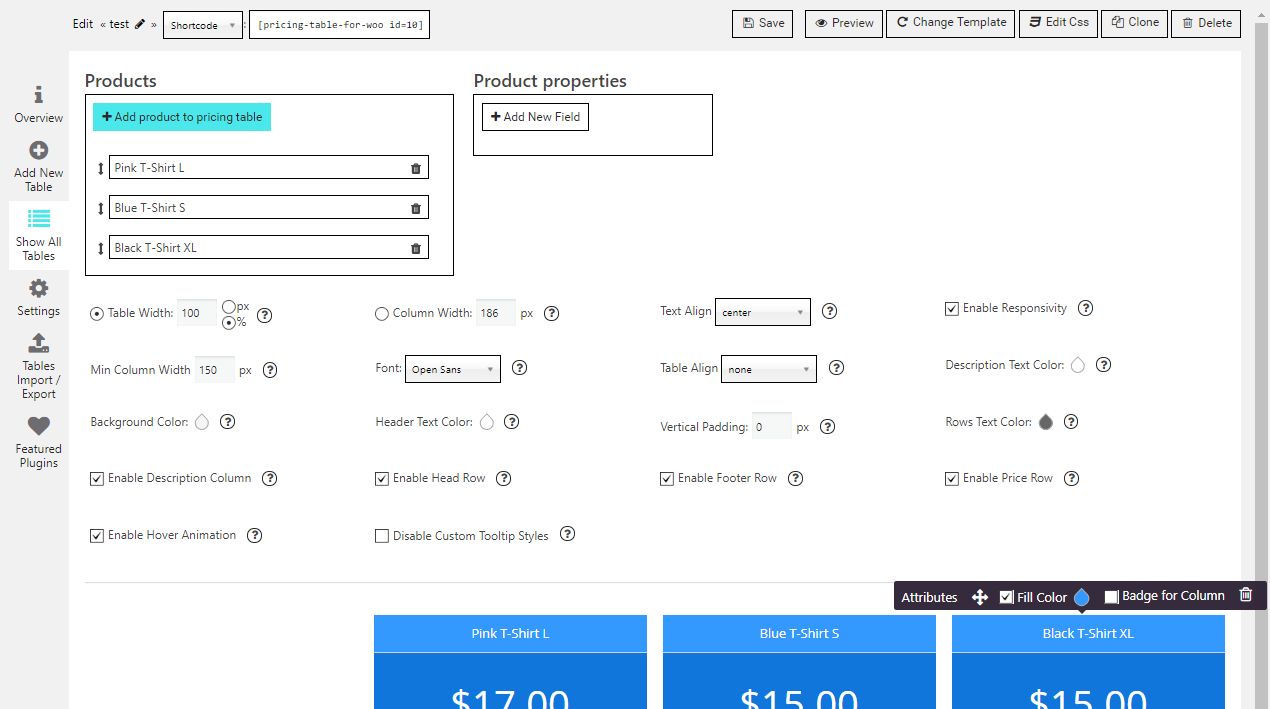 Edit « test » Shortcode : [pricing-table-for-woo id=10] Save Preview Change Template Edit Css Clone Delete
Overview
Add New
Table
Show All
Tables
Settings
Tables
Import /
Export
Featured
Plugins
Products
Add product to pricing table
Pink T-Shirt L
Blue T-Shirt S
Black T-Shirt XL
Product properties
Add New Field
Table Width: 100 px % ? Column Width: 186 px ? Text Align center ? Enable Responsivity ?
Min Column Width 150 px ? Font: Open Sans ? Table Align none ? Description Text Color: ?
Background Color: ? Header Text Color: ? Vertical Padding: 0 px ? Rows Text Color: ?
Enable Description Column ? Enable Head Row ? Enable Footer Row ? Enable Price Row ?
Enable Hover Animation ? Disable Custom Tooltip Styles ?
Attributes Fill Color Badge for Column
Pink T-Shirt L Blue T-Shirt S Black T-Shirt XL
$17.00 $15.00 $15.00